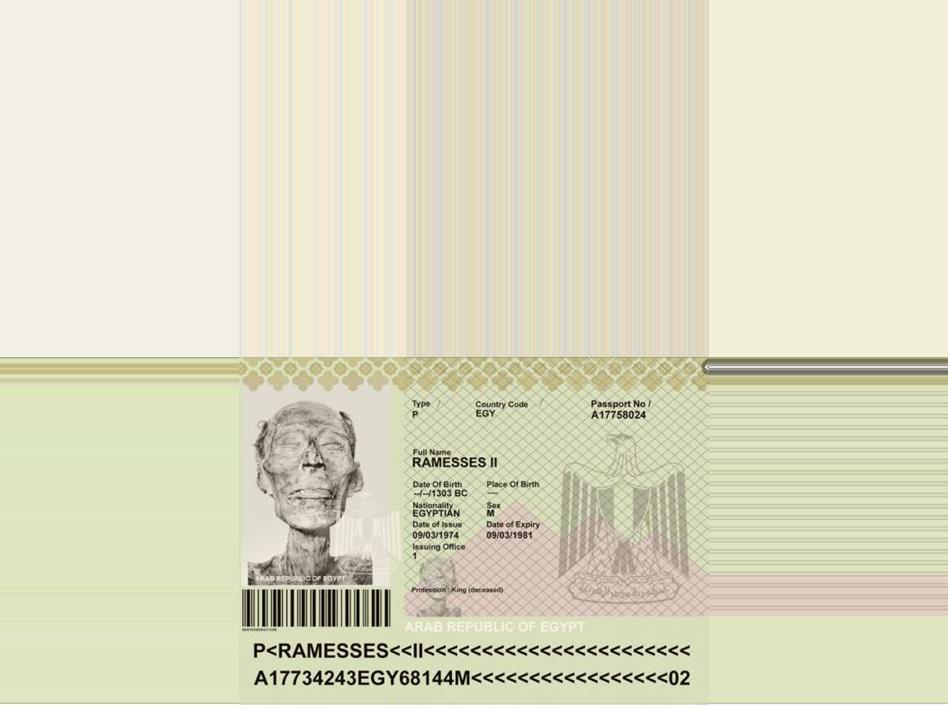 Type /
Country Code /
Passport No /
P
EGY
A17758024
Full Name
RAMESSES II
Date Of Birth
Place Of Birth
--/--/1303 BC
----
Nationality
Sex
EGYPTIAN
M
Date of Issue
Date of Expiry
09/03/1974
09/03/1981
Issuing Office
1
Profession : King (deceased)
ARAB REPUBLIC OF EGYPT
ARAB REPUBLIC OF EGYPT
P<RAMESSES<<II<<<<<<<<<<<<<<<<<<<<<<<
A17734243EGY68144M<<<<<<<<<<<<<<<<<02